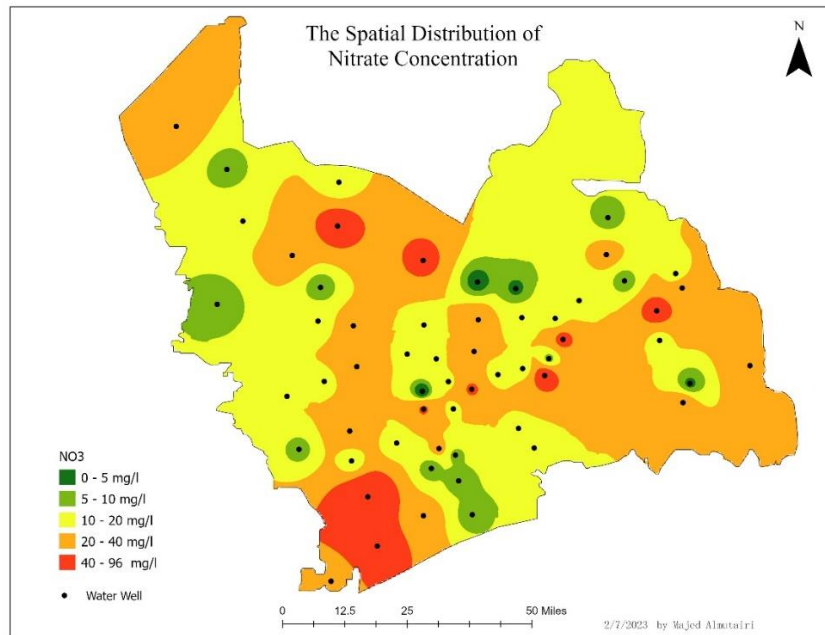 The Spatial Distribution of
Nitrate Concentration
N
NO3
0 - 5 mg/l
5 - 10 mg/l
10 - 20 mg/l
20 - 40 mg/l
40 - 96 mg/l
Water Well
0 12.5 25 50 Miles
2/7/2023 by Majed Almutairi